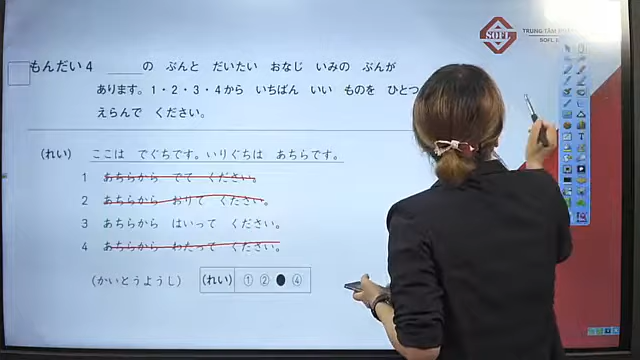 SOFL
TRUNG TÂM
SOFL
もんだい4 ＿＿の ぶんと だいたい おなじ いみの ぶんが
あります。1・2・3・4から いちばん いい ものを ひとつ
えらんで ください。
(れい) ここは でぐちです。いりぐちは あちらです。
1 あちらから でて ください。
2 あちらから おりて ください。
3 あちらから はいって ください。
4 あちらから わたって ください。
(かいとうようし) (れい) ① ② ● ④